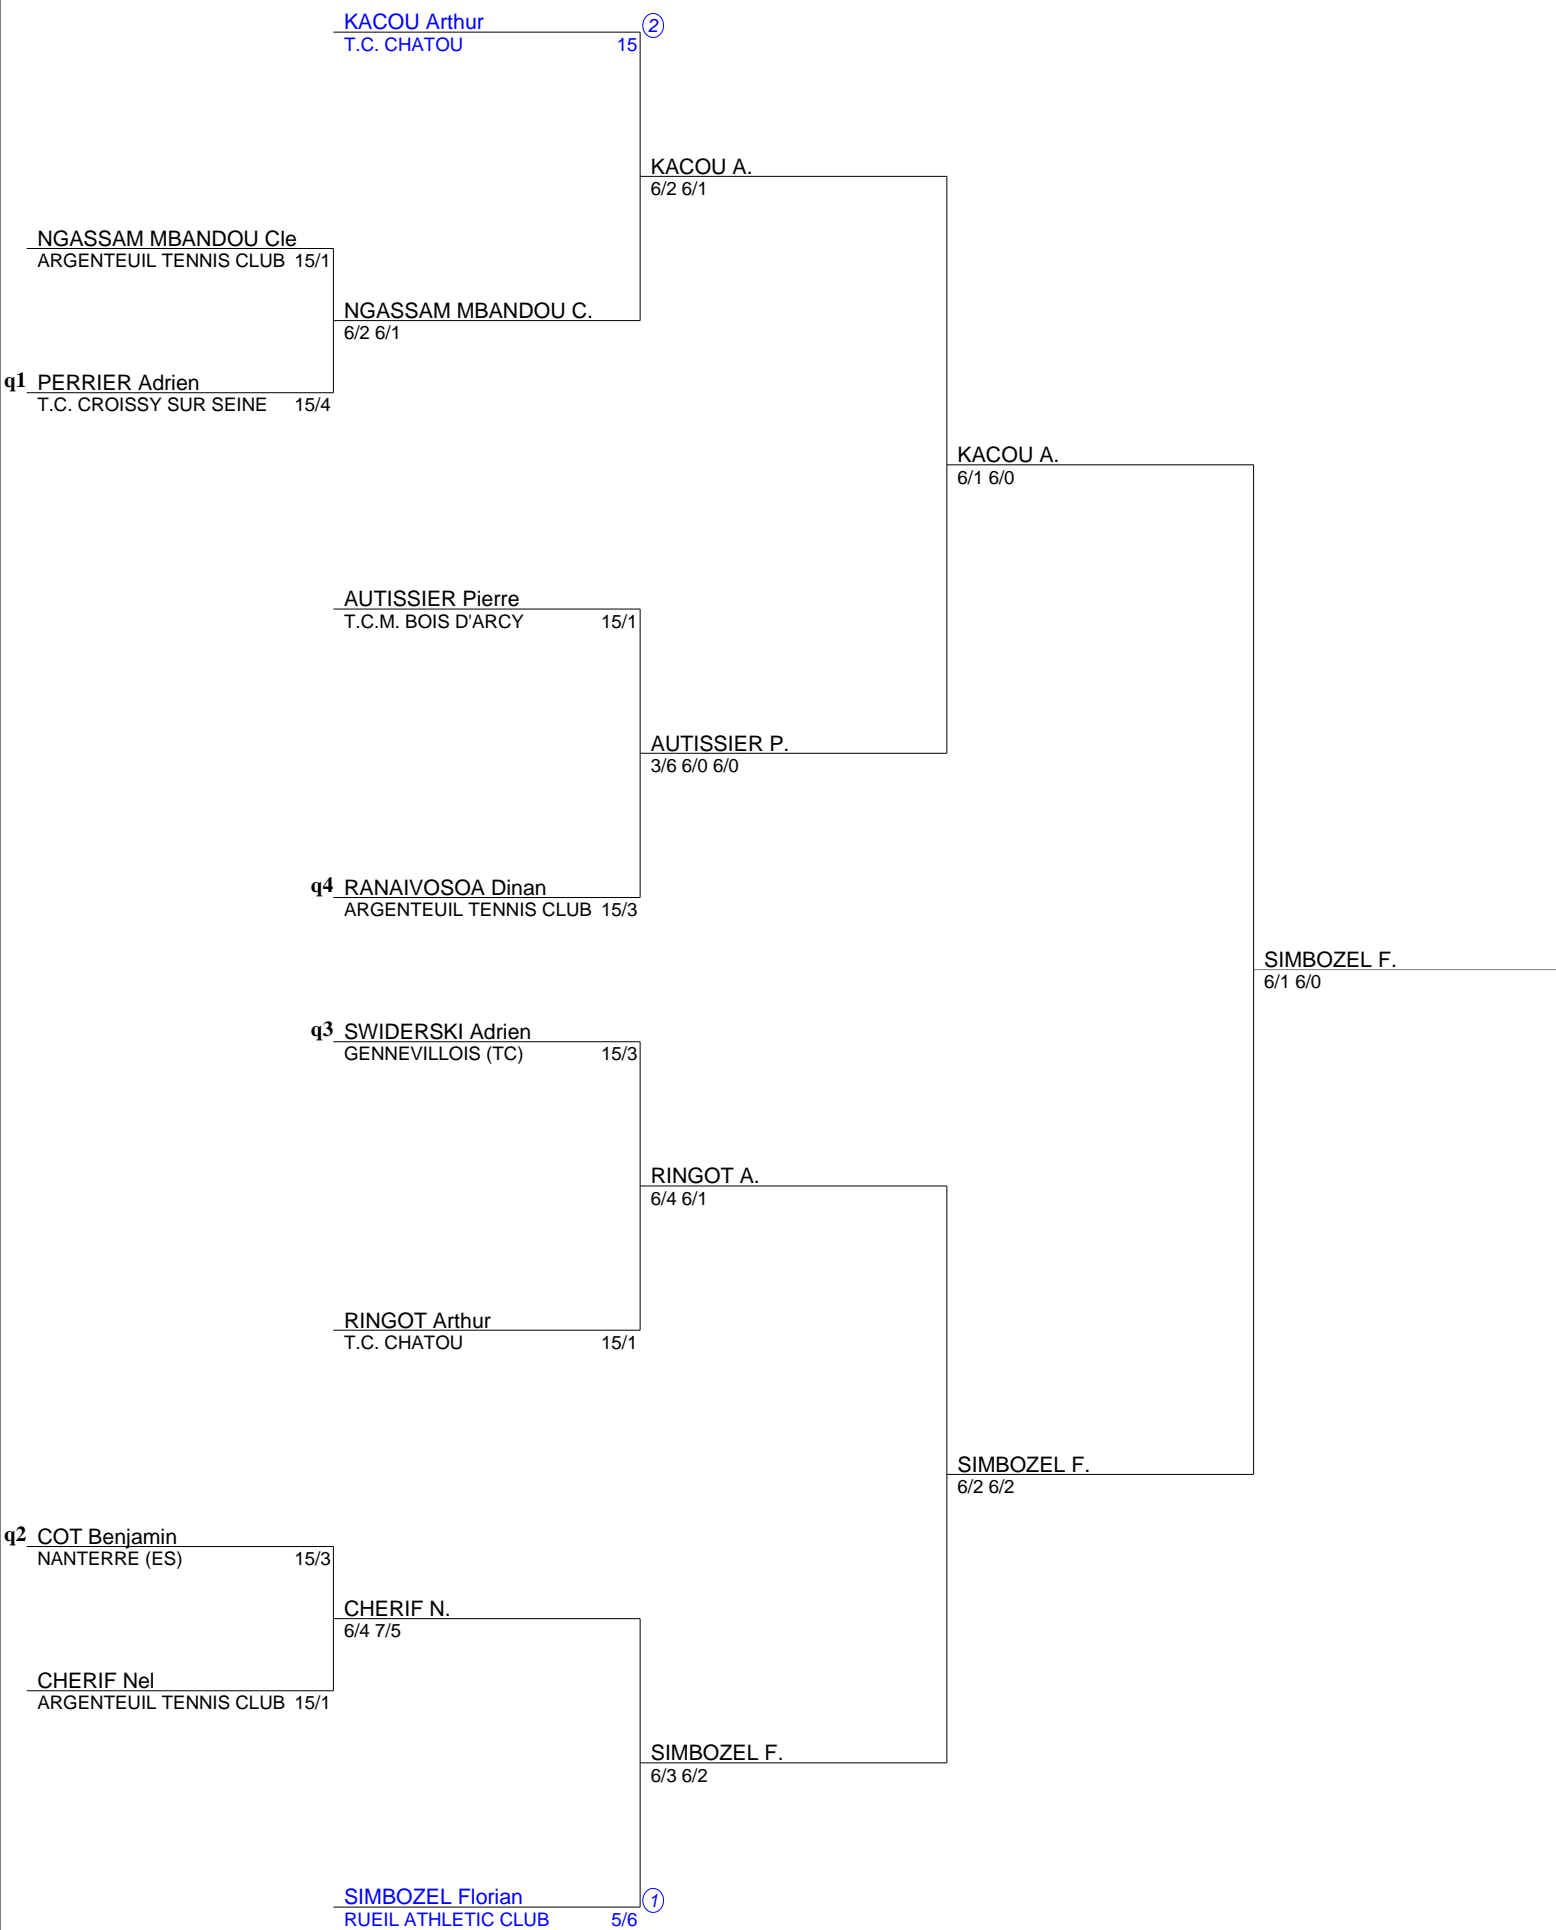 KACOU Arthur 2
T.C. CHATOU 15
KACOU A.
6/2 6/1
NGASSAM MBANDOU Cle
ARGENTEUIL TENNIS CLUB 15/1
NGASSAM MBANDOU C.
6/2 6/1
q1 PERRIER Adrien
T.C. CROISSY SUR SEINE 15/4
KACOU A.
6/1 6/0
AUTISSIER Pierre
T.C.M. BOIS D'ARCY 15/1
AUTISSIER P.
3/6 6/0 6/0
q4 RANAIVOSOA Dinan
ARGENTEUIL TENNIS CLUB 15/3
SIMBOZEL F.
6/1 6/0
q3 SWIDERSKI Adrien
GENNEVILLOIS (TC) 15/3
RINGOT A.
6/4 6/1
RINGOT Arthur
T.C. CHATOU 15/1
SIMBOZEL F.
6/2 6/2
q2 COT Benjamin
NANTERRE (ES) 15/3
CHERIF N.
6/4 7/5
CHERIF Nel
ARGENTEUIL TENNIS CLUB 15/1
SIMBOZEL F.
6/3 6/2
SIMBOZEL Florian 1
RUEIL ATHLETIC CLUB 5/6